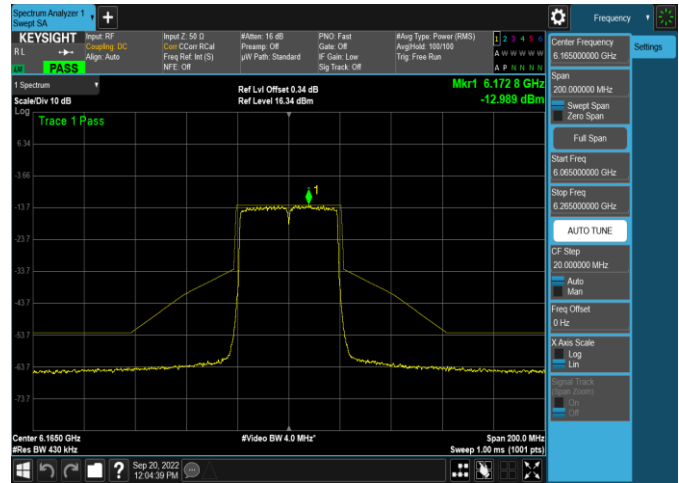 Spectrum Analyzer 1
Swept SA
Frequency
KEYSIGHT
R L
LW
PASS
Input: RF
Coupling: DC
Align: Auto
Input Z: 50 Ω
Corr CCorr RCal
Freq Ref: Int (S)
NFE: Off
#Atten: 16 dB
Preamp: Off
µW Path: Standard
PNO: Fast
Gate: Off
IF Gain: Low
Sig Track: Off
#Avg Type: Power (RMS)
Avg|Hold: 100/100
Trig: Free Run
1 2 3 4 5 6
A W W W W W
A P N N N N
Center Frequency
6.165000000 GHz
Settings
Span
200.000000 MHz
Swept Span
Zero Span
Full Span
Start Freq
6.065000000 GHz
Stop Freq
6.265000000 GHz
AUTO TUNE
CF Step
20.000000 MHz
Auto
Man
Freq Offset
0 Hz
X Axis Scale
Log
Lin
Signal Track
(Span Zoom)
On
Off
1 Spectrum
Scale/Div 10 dB
Ref Lvl Offset 0.34 dB
Ref Level 16.34 dBm
Mkr1 6.172 8 GHz
-12.989 dBm
Log
Trace 1 Pass
6.34
-3.66
-13.7
-23.7
-33.7
-43.7
-53.7
-63.7
-73.7
1
Center 6.1650 GHz
#Video BW 4.0 MHz*
Span 200.0 MHz
#Res BW 430 kHz
Sweep 1.00 ms (1001 pts)
Sep 20, 2022
12:04:39 PM